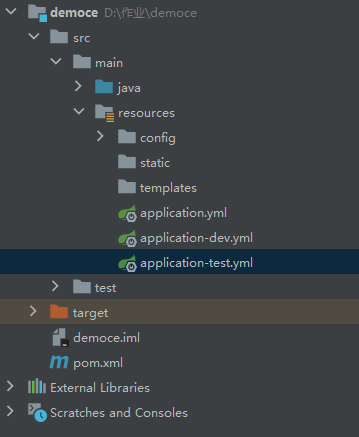 democe D:\作业\democe
src
main
java
resources
config
static
templates
application.yml
application-dev.yml
application-test.yml
test
target
democe.iml
m pom.xml
External Libraries
Scratches and Consoles